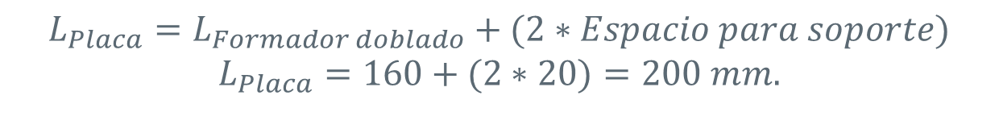 L_Placa = L_Formador doblado + (2 * Espacio para soporte)
L_Placa = 160 + (2 * 20) = 200 mm.